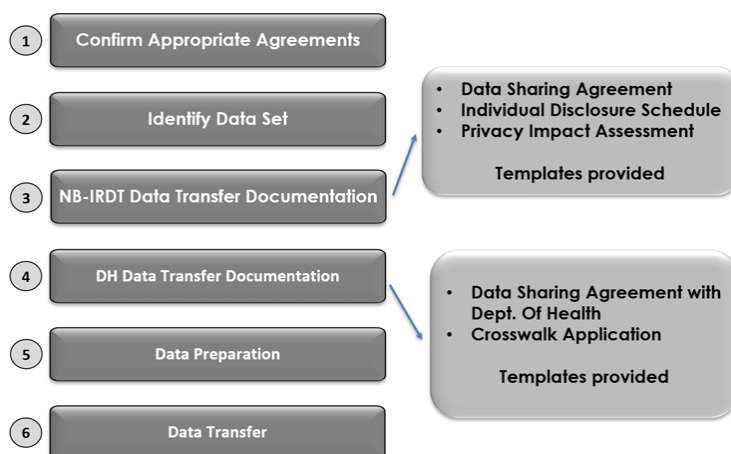 1
Confirm Appropriate Agreements
2
Identify Data Set
3
NB-IRDT Data Transfer Documentation
• Data Sharing Agreement
• Individual Disclosure Schedule
• Privacy Impact Assessment
Templates provided
4
DH Data Transfer Documentation
• Data Sharing Agreement with
Dept. Of Health
• Crosswalk Application
Templates provided
5
Data Preparation
6
Data Transfer